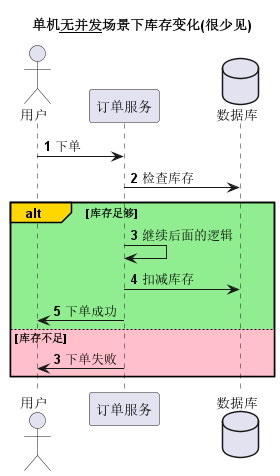 单机无并发场景下库存变化(很少见)
用户
订单服务
数据库
1 下单
2 检查库存
alt [库存足够]
3 继续后面的逻辑
4 扣减库存
5 下单成功
[库存不足]
3 下单失败
用户
订单服务
数据库